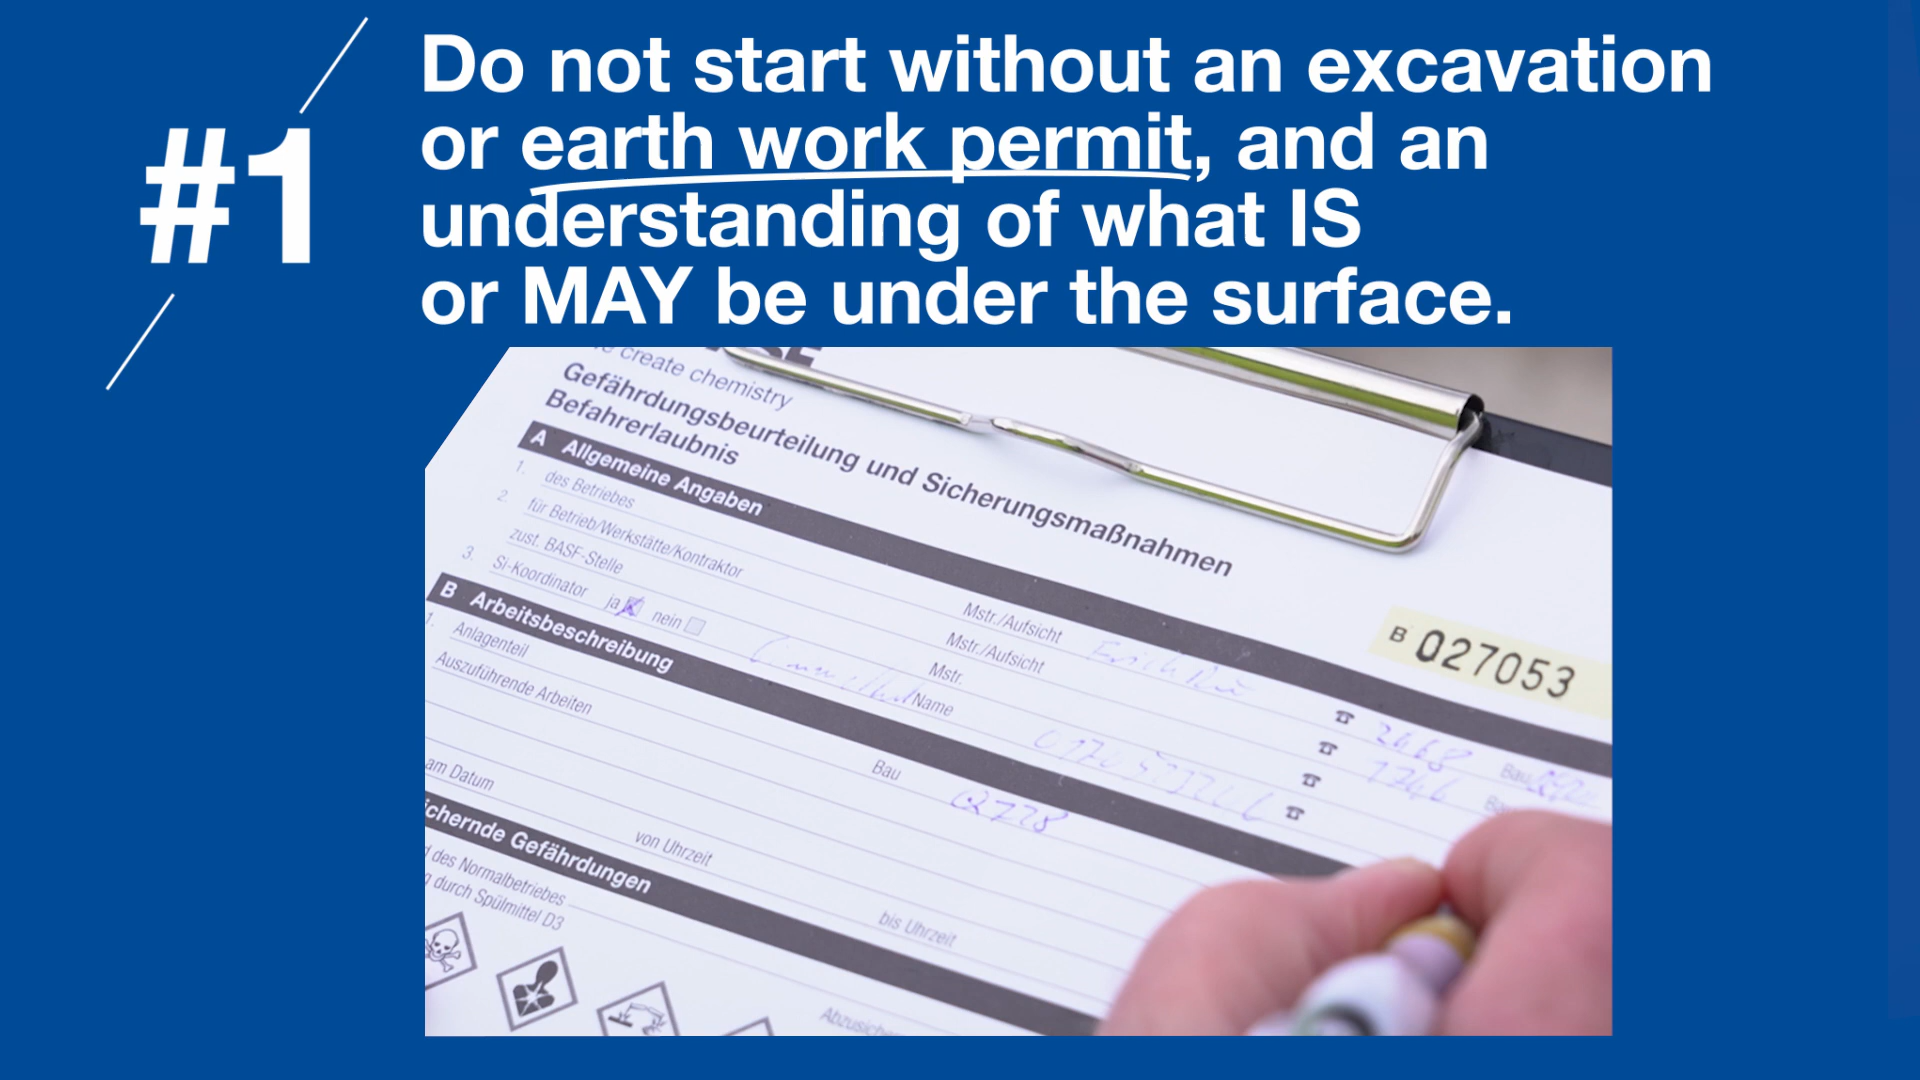 #1
Do not start without an excavation
or earth work permit, and an
understanding of what IS
or MAY be under the surface.
create chemistry
Gefährdungsbeurteilung und Sicherungsmaßnahmen
Befahrerlaubnis
A Allgemeine Angaben
1. des Betriebes Mstr./Aufsicht
2. für Betrieb/Werkstätte/Kontraktor Mstr./Aufsicht
zust. BASF-Stelle Mstr.
3. Si-Koordinator ja nein Name
B 027053
2468 Bau
B Arbeitsbeschreibung
1. Anlagenteil Bau Q778
Auszuführende Arbeiten
am Datum von Uhrzeit bis Uhrzeit
Gefährdungen
des Normalbetriebes
durch Spülmittel D3